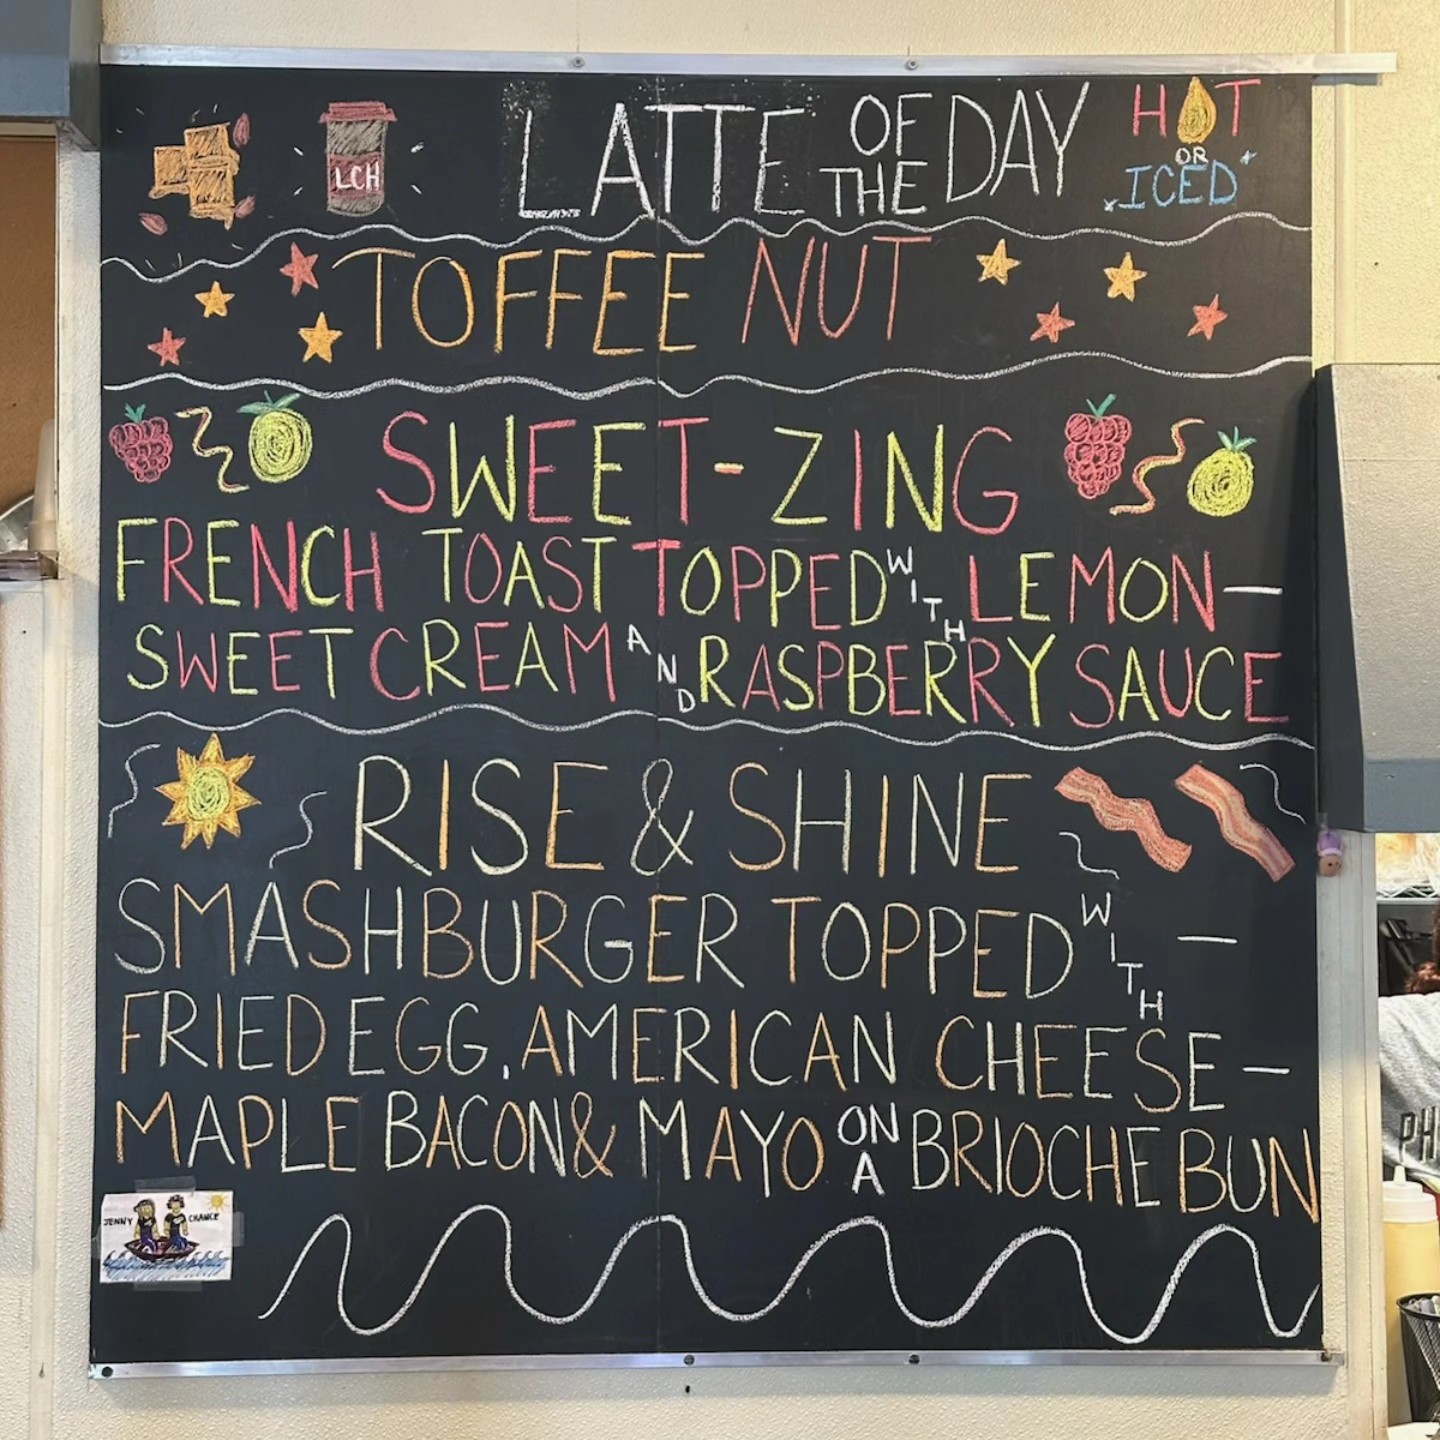 LCH
LATTE OF THE DAY
HOT OR ICED
TOFFEE NUT
SWEET-ZING
FRENCH TOAST TOPPED WITH LEMON—
SWEET CREAM AND RASPBERRY SAUCE
RISE & SHINE
SMASHBURGER TOPPED WITH —
FRIED EGG, AMERICAN CHEESE—
MAPLE BACON & MAYO ON A BRIOCHE BUN
JENNY CHANCE